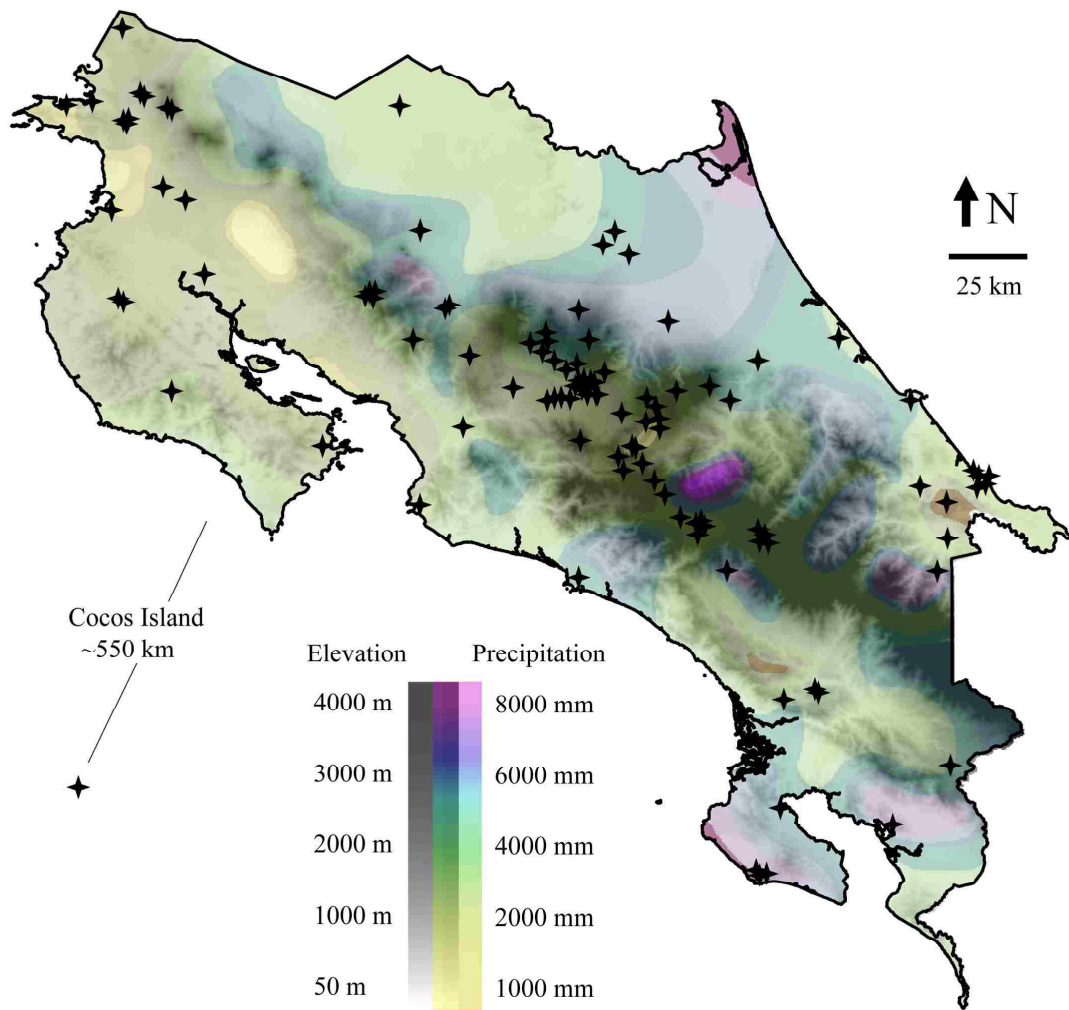 N
25 km
Cocos Island
~550 km
Elevation Precipitation
4000 m 8000 mm
3000 m 6000 mm
2000 m 4000 mm
1000 m 2000 mm
50 m 1000 mm